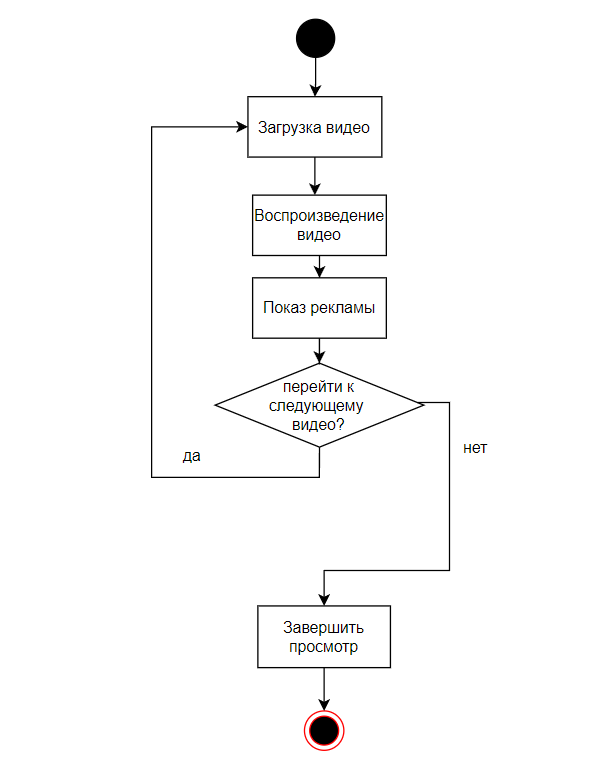 Загрузка видео
Воспроизведение
видео
Показ рекламы
перейти к
следующему
видео?
да
нет
Завершить
просмотр